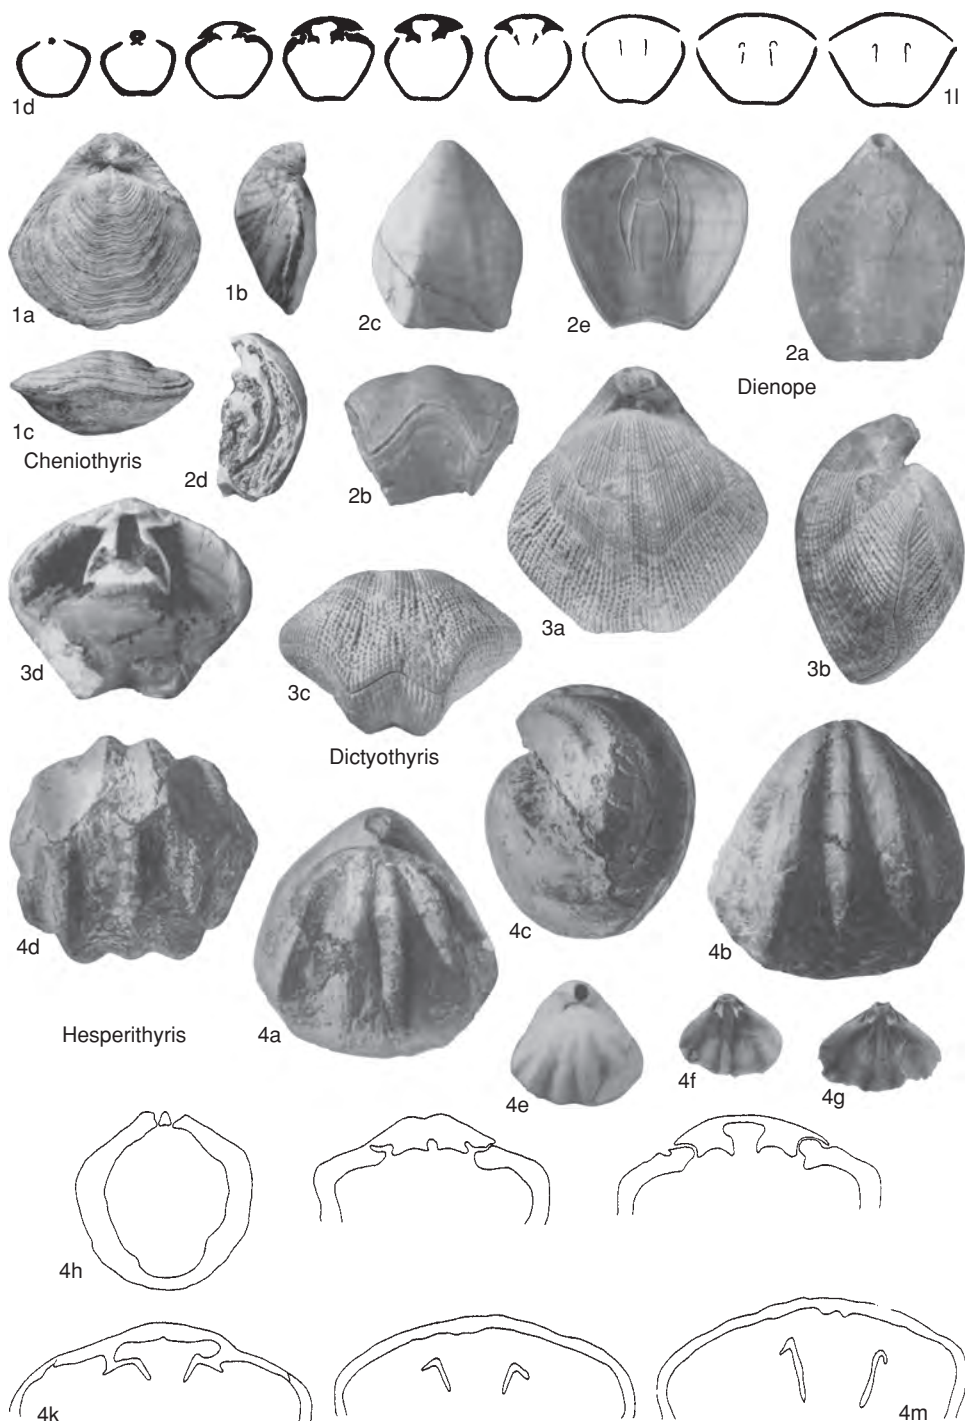 1d
1l
1a
1b
2c
2e
2a
Dienope
1c
Cheniothyris
2d
2b
3a
3b
3d
3c
Dictyothyris
4d
4c
4b
Hesperithyris
4a
4e
4f
4g
4h
4k
4m